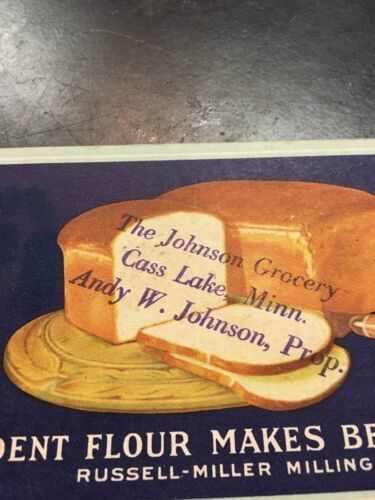 The Johnson Grocery
Cass Lake, Minn.
Andy W. Johnson, Prop.
DENT FLOUR MAKES BE
RUSSELL-MILLER MILLING